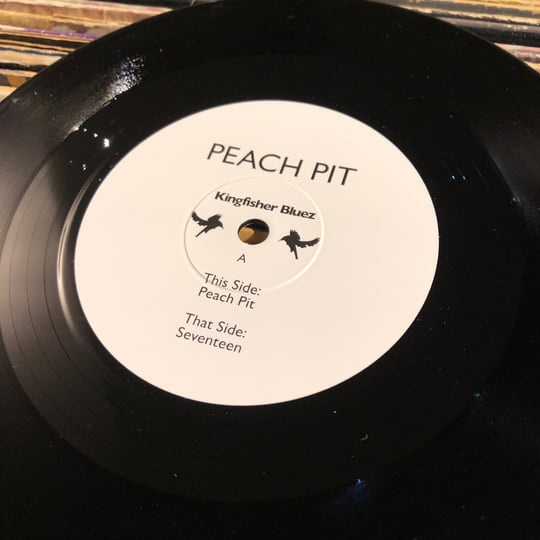 PEACH PIT
Kingfisher Bluez
A
This Side:
Peach Pit
That Side:
Seventeen